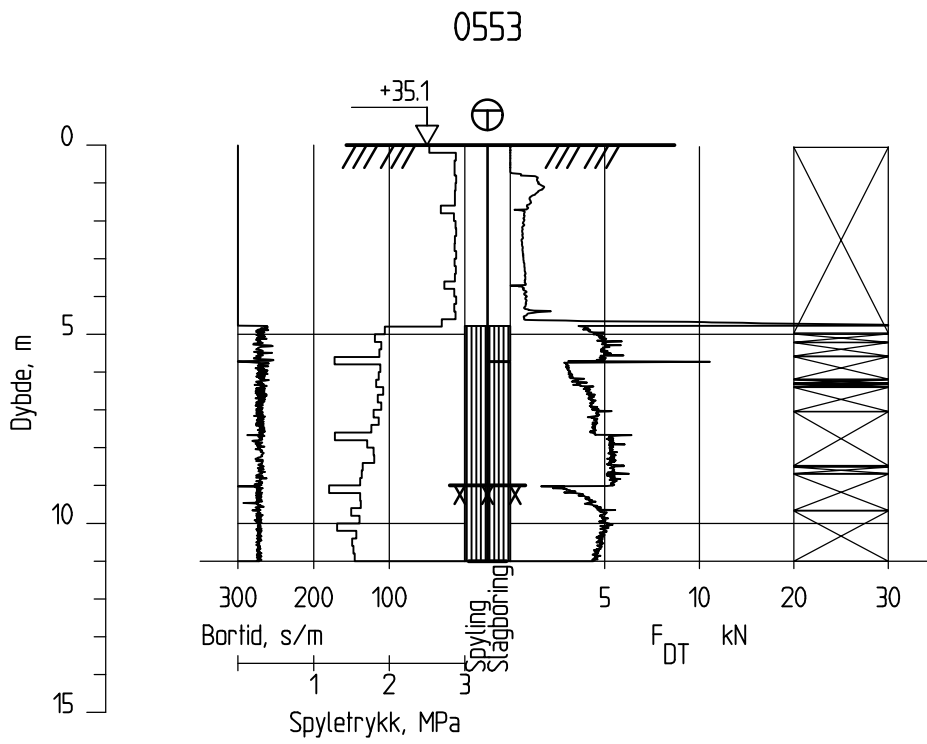 0553
+35.1
0
5
10
15
Dybde, m
300 200 100 5 10 20 30
Bortid, s/m
Spyling
Slagboring
F DT kN
1 2 3
Spyletrykk, MPa